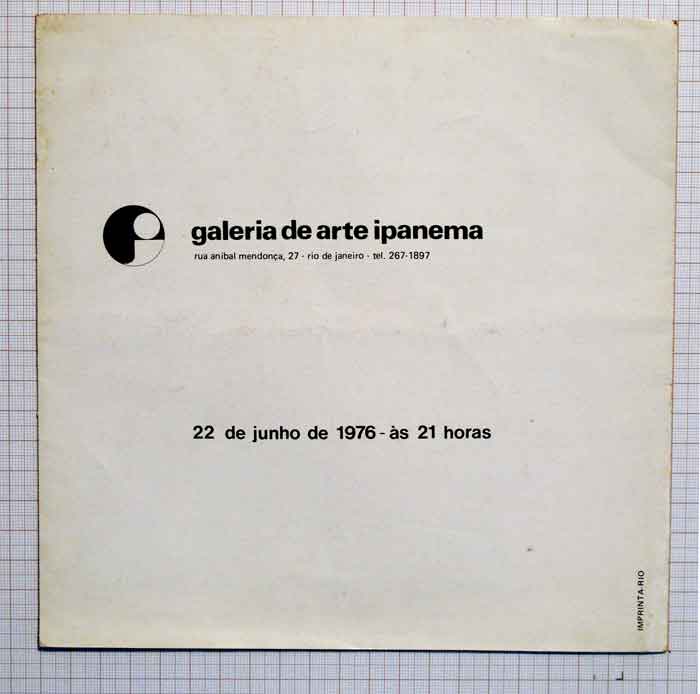 galeria de arte ipanema
rua anibal mendonça, 27 - rio de janeiro - tel. 267-1897
22 de junho de 1976 - às 21 horas
IMPRINTA.RIO